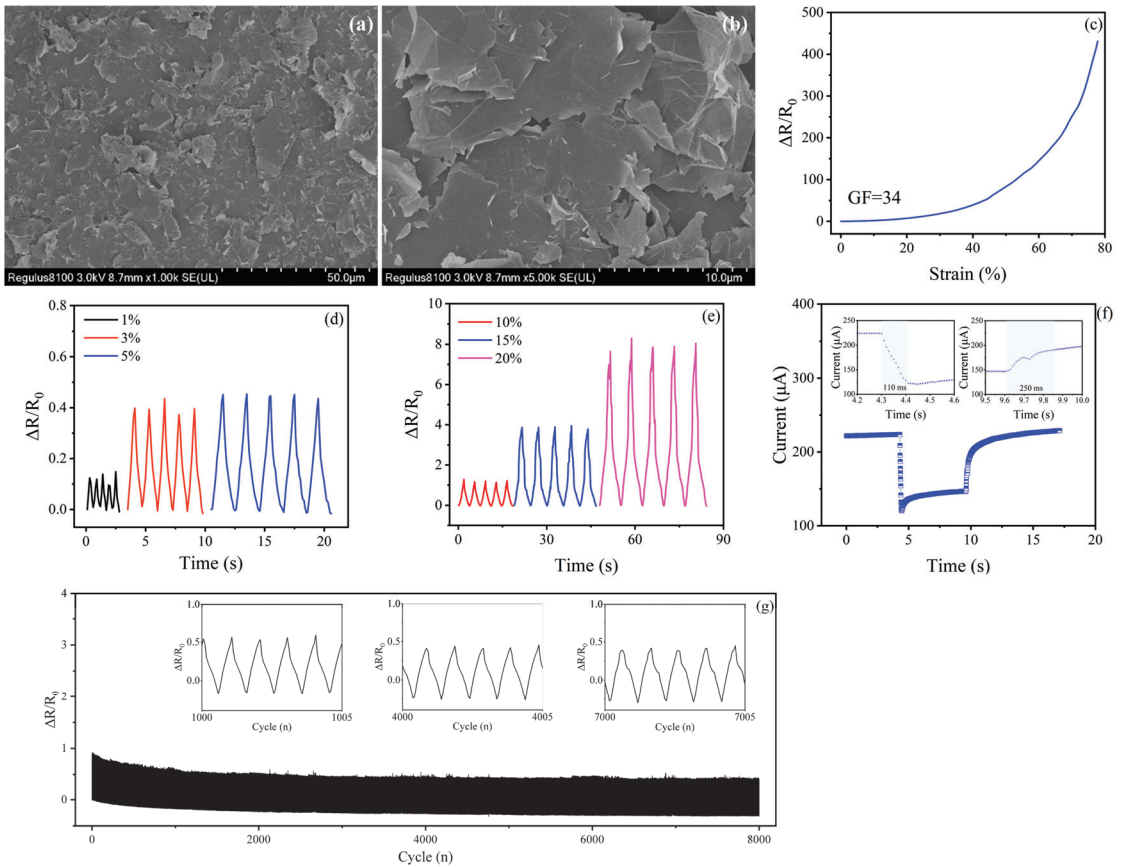 (a)
Regulus8100 3.0kV 8.7mm x1.00k SE(UL) 50.0μm
(b)
Regulus8100 3.0kV 8.7mm x5.00k SE(UL) 10.0μm
(c)
ΔR/R0
500
400
300
200
100
0
GF=34
0 20 40 60 80
Strain (%)
(d)
ΔR/R0
0.8
0.6
0.4
0.2
0.0
1%
3%
5%
0 5 10 15 20
Time (s)
(e)
ΔR/R0
10
8
6
4
2
0
10%
15%
20%
0 30 60 90
Time (s)
(f)
Current (μA)
400
300
200
100
0 5 10 15 20
Time (s)
Current (μA)
250
200
150
100
110 ms
4.2 4.3 4.4 4.5 4.6
Time (s)
Current (μA)
250
200
150
100
250 ms
9.5 9.6 9.7 9.8 9.9 10.0
Time (s)
(g)
ΔR/R0
4
3
2
1
0
0 2000 4000 6000 8000
Cycle (n)
ΔR/R0
1.0
0.5
0.0
1000 1005
Cycle (n)
ΔR/R0
1.0
0.5
0.0
4000 4005
Cycle (n)
ΔR/R0
1.0
0.5
0.0
7000 7005
Cycle (n)